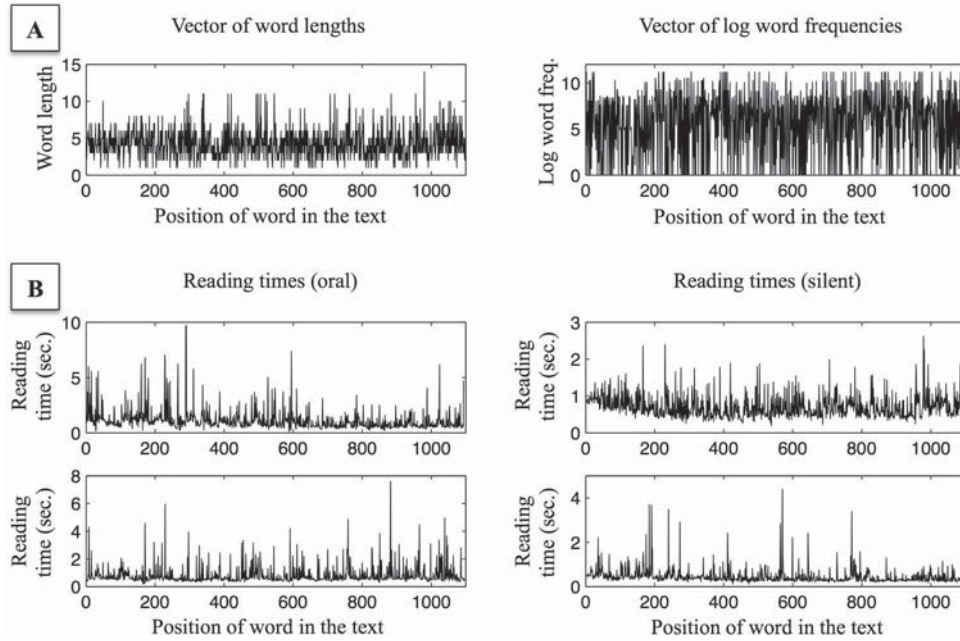 A
Vector of word lengths
Vector of log word frequencies
Word length
15
10
5
0
0 200 400 600 800 1000
Position of word in the text
Log word freq.
10
5
0
0 200 400 600 800 1000
Position of word in the text
B
Reading times (oral)
Reading times (silent)
Reading
time (sec.)
10
5
0
0 200 400 600 800 1000
Reading
time (sec.)
3
2
1
0
0 200 400 600 800 1000
Reading
time (sec.)
8
6
4
2
0
0 200 400 600 800 1000
Position of word in the text
Reading
time (sec.)
4
2
0
0 200 400 600 800 1000
Position of word in the text